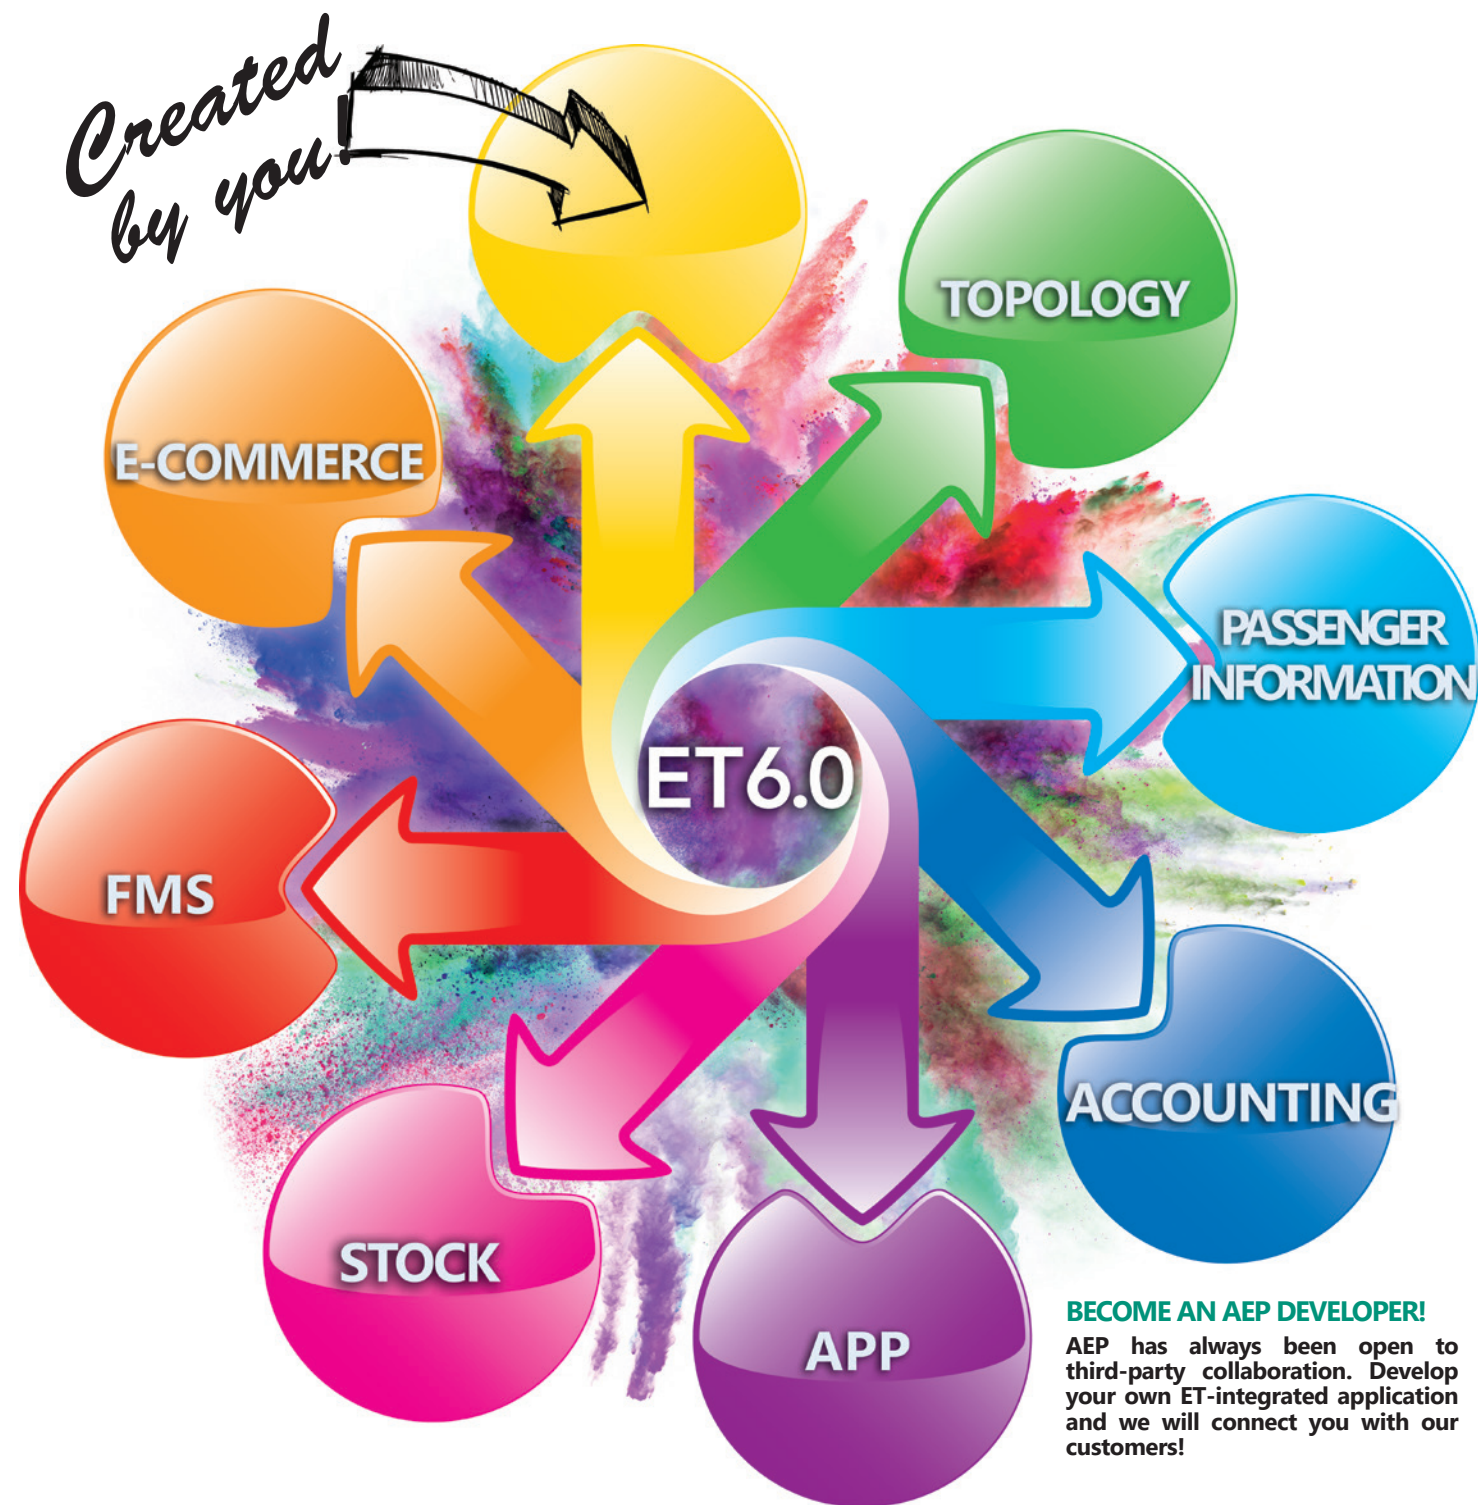 Created
by you!
TOPOLOGY
E-COMMERCE
PASSENGER
INFORMATION
ET6.0
FMS
ACCOUNTING
STOCK
APP
BECOME AN AEP DEVELOPER!
AEP has always been open to
third-party collaboration. Develop
your own ET-integrated application
and we will connect you with our
customers!